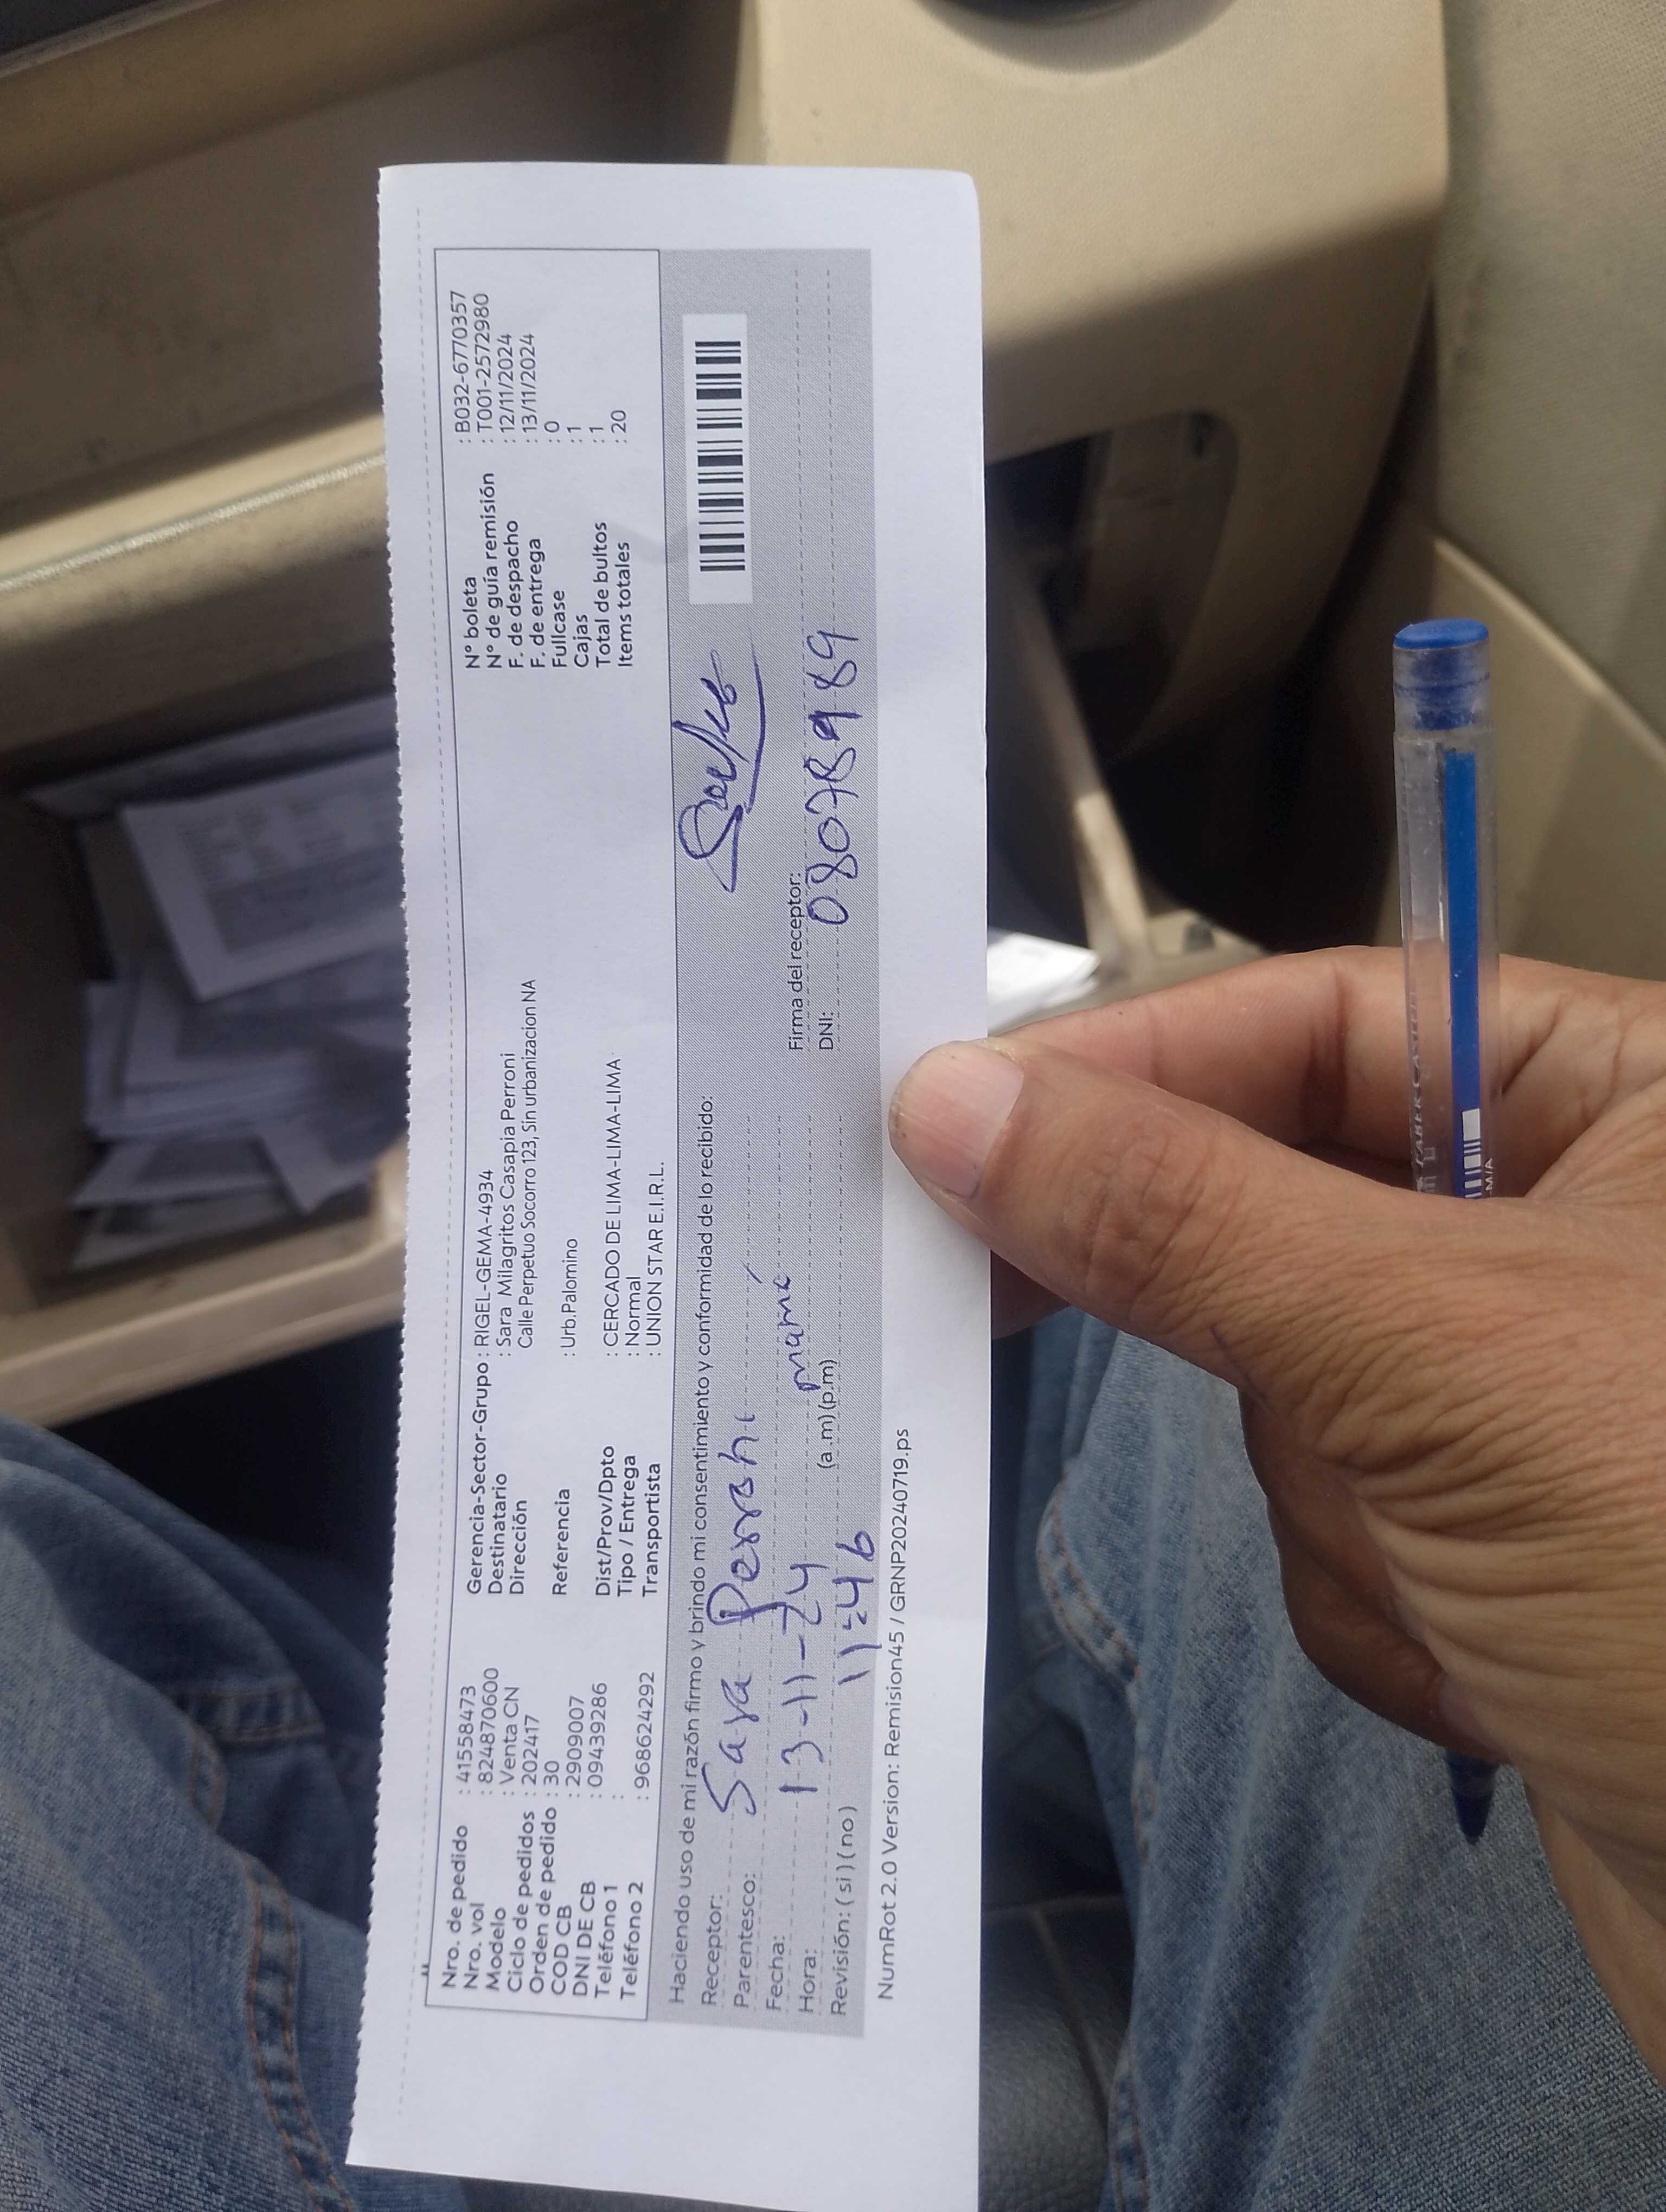 Nro. de pedido : 41558473
Nro. vol : 824870600
Modelo : Venta CN
Ciclo de pedidos : 202417
Orden de pedido : 30
COD CB : 2909007
DNI DE CB : 09439286
Teléfono 1 :
Teléfono 2 : 968624292
Gerencia-Sector-Grupo : RIGEL-GEMA-4934
Destinatario : Sara Milagritos Casapia Perroni
Dirección Calle Perpetuo Socorro 123, Sin urbanizacion NA
Referencia : Urb.Palomino
Dist/Prov/Dpto : CERCADO DE LIMA-LIMA-LIMA
Tipo / Entrega : Normal
Transportista : UNION STAR E.I.R.L.
N° boleta : B032-6770357
N° de guía remisión : T001-2572980
F. de despacho : 12/11/2024
F. de entrega : 13/11/2024
Fullcase : 0
Cajas : 1
Total de bultos : 1
Items totales : 20
Haciendo uso de mi razón firmo y brindo mi consentimiento y conformidad de lo recibido:
Receptor: Sara Perroni
Parentesco: mamá
Fecha: 13-11-24
Hora: 11:46 (a.m) (p.m)
Revisión: ( si ) ( no )
Firma del receptor:
DNI: 08078989
NumRot 2.0 Version: Remision45 / GRNP20240719.ps